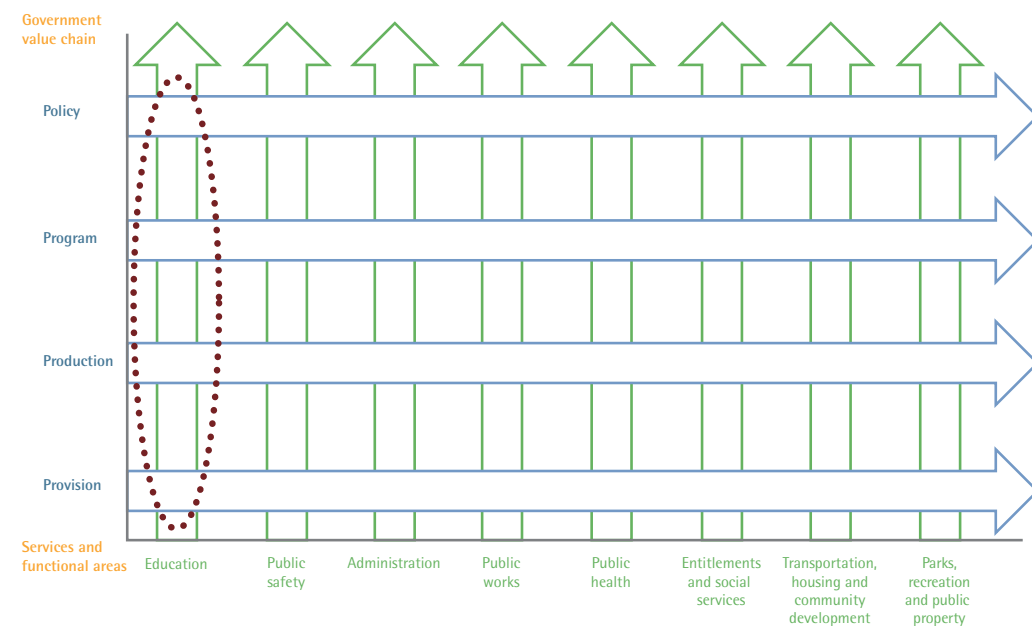 Government
value chain
Policy
Program
Production
Provision
Services and
functional areas
Education
Public
safety
Administration
Public
works
Public
health
Entitlements
and social
services
Transportation,
housing and
community
development
Parks,
recreation
and public
property